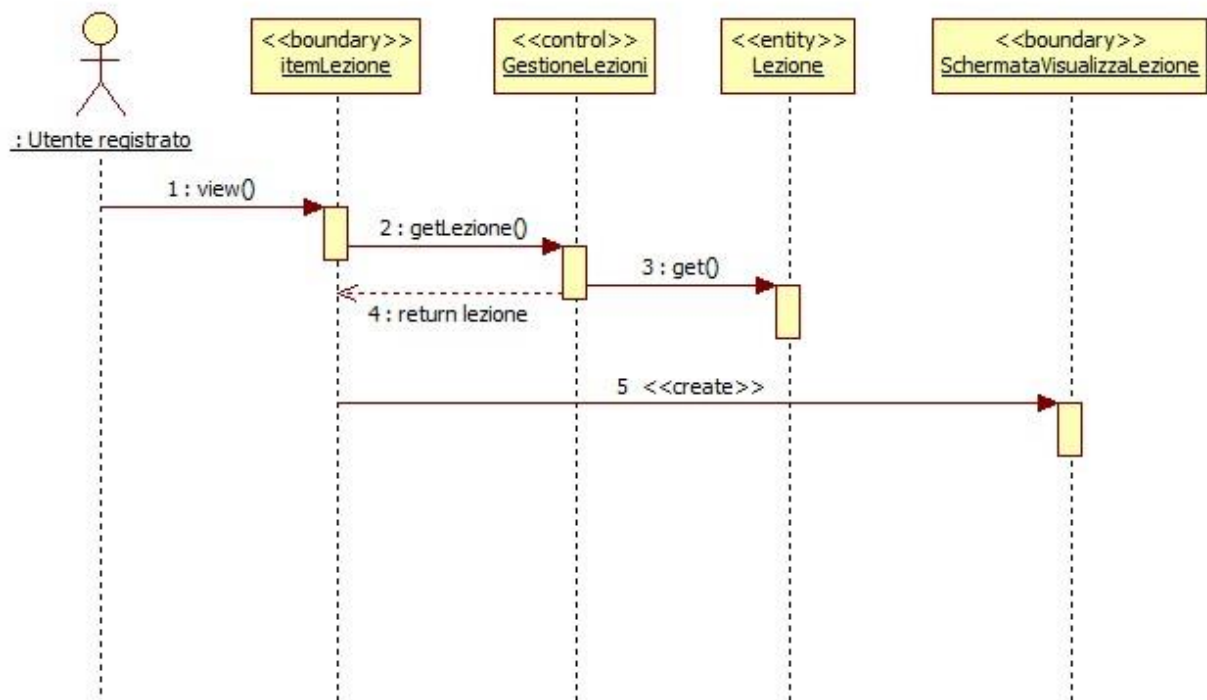 <<boundary>>
itemLezione
<<control>>
GestioneLezioni
<<entity>>
Lezione
<<boundary>>
SchermataVisualizzaLezione
: Utente registrato
1 : view()
2 : getLezione()
3 : get()
4 : return lezione
5 <<create>>